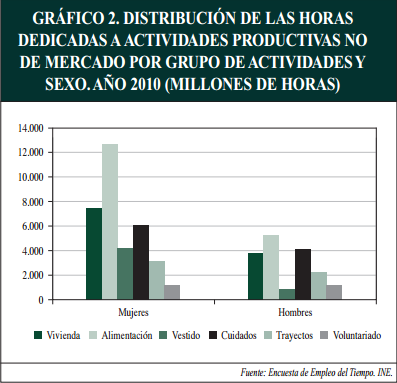 GRÁFICO 2. DISTRIBUCIÓN DE LAS HORAS
DEDICADAS A ACTIVIDADES PRODUCTIVAS NO
DE MERCADO POR GRUPO DE ACTIVIDADES Y
SEXO. AÑO 2010 (MILLONES DE HORAS)
14.000
12.000
10.000
8.000
6.000
4.000
2.000
0
Mujeres Hombres
Vivienda Alimentación Vestido Cuidados Trayectos Voluntariado
Fuente: Encuesta de Empleo del Tiempo. INE.